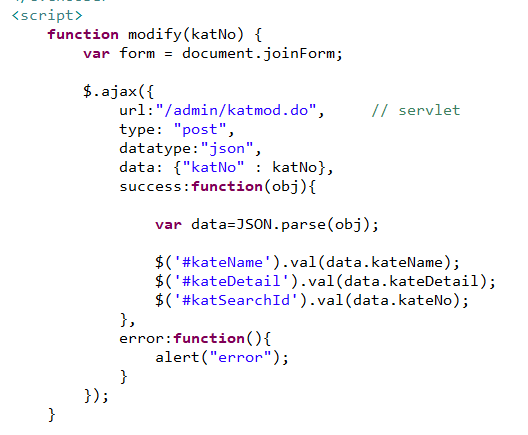 <script>
function modify(katNo) {
var form = document.joinForm;
$.ajax({
url:"/admin/katmod.do", // servlet
type: "post",
datatype:"json",
data: {"katNo" : katNo},
success:function(obj){
var data=JSON.parse(obj);
$('#kateName').val(data.kateName);
$('#kateDetail').val(data.kateDetail);
$('#katSearchId').val(data.kateNo);
},
error:function(){
alert("error");
}
});
}